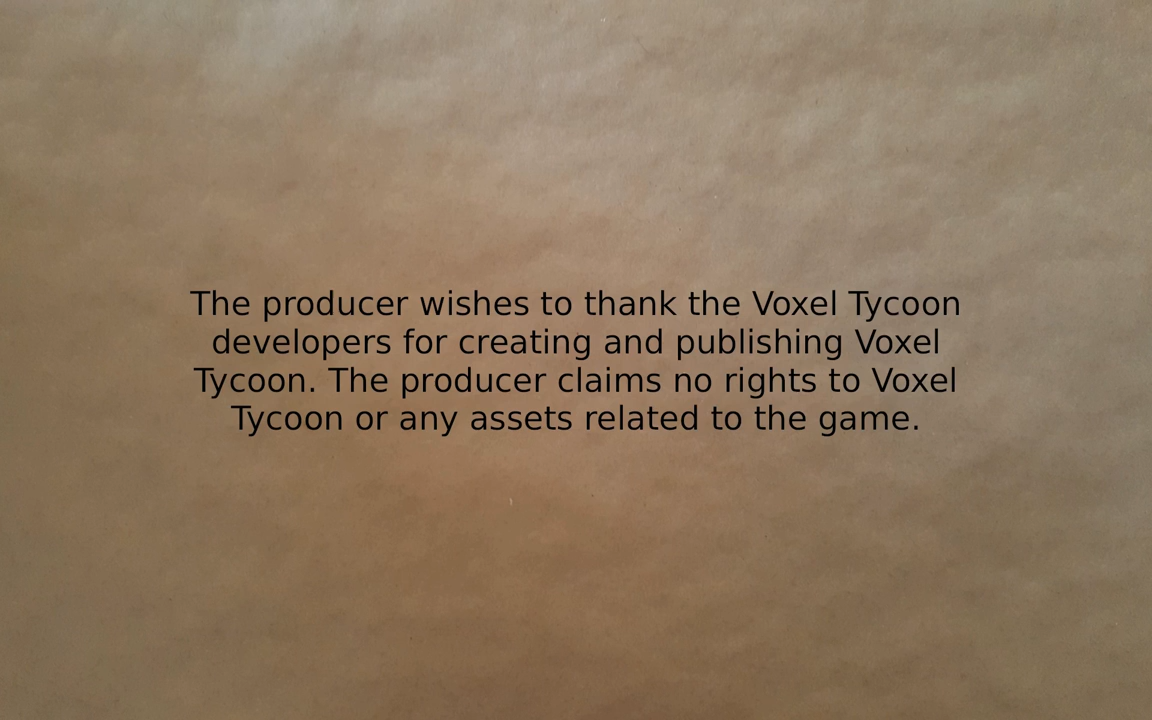 The producer wishes to thank the Voxel Tycoon
developers for creating and publishing Voxel
Tycoon. The producer claims no rights to Voxel
Tycoon or any assets related to the game.